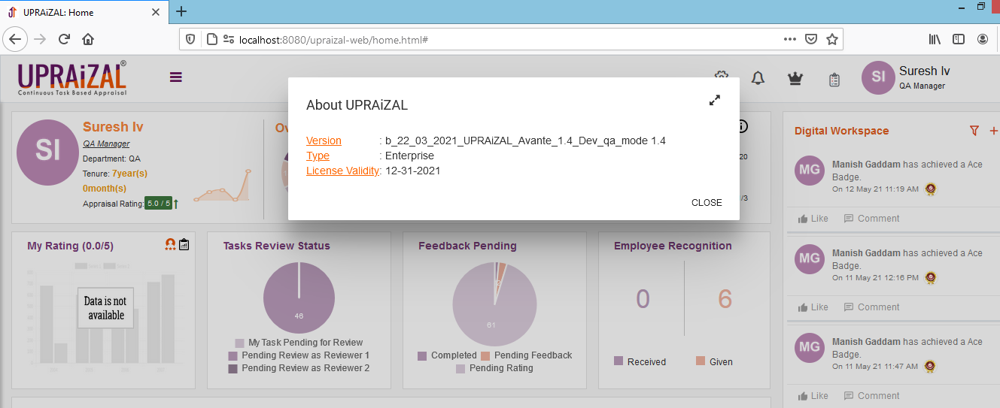 UPRAiZAL: Home
localhost:8080/upraizal-web/home.html#
UPRAiZAL®
Continuous Task Based Appraisal
SI
Suresh Iv
QA Manager
About UPRAiZAL
Version : b_22_03_2021_UPRAiZAL_Avante_1.4_Dev_qa_mode 1.4
Type : Enterprise
License Validity: 12-31-2021
CLOSE
SI
Suresh Iv
QA Manager
Department: QA
Tenure: 7year(s)
0month(s)
Appraisal Rating: 5.0 / 5
Ov
20
/3
My Rating (0.0/5)
Data is not
available
Tasks Review Status
46
My Task Pending for Review
Pending Review as Reviewer 1
Pending Review as Reviewer 2
Feedback Pending
2
61
Completed Pending Feedback
Pending Rating
Employee Recognition
0 6
Received Given
Digital Workspace
MG
Manish Gaddam has achieved a Ace
Badge.
On 12 May 21 11:19 AM
Like Comment
MG
Manish Gaddam has achieved a Ace
Badge.
On 11 May 21 12:16 PM
Like Comment
MG
Manish Gaddam has achieved a Ace
Badge.
On 11 May 21 11:47 AM
Like Comment